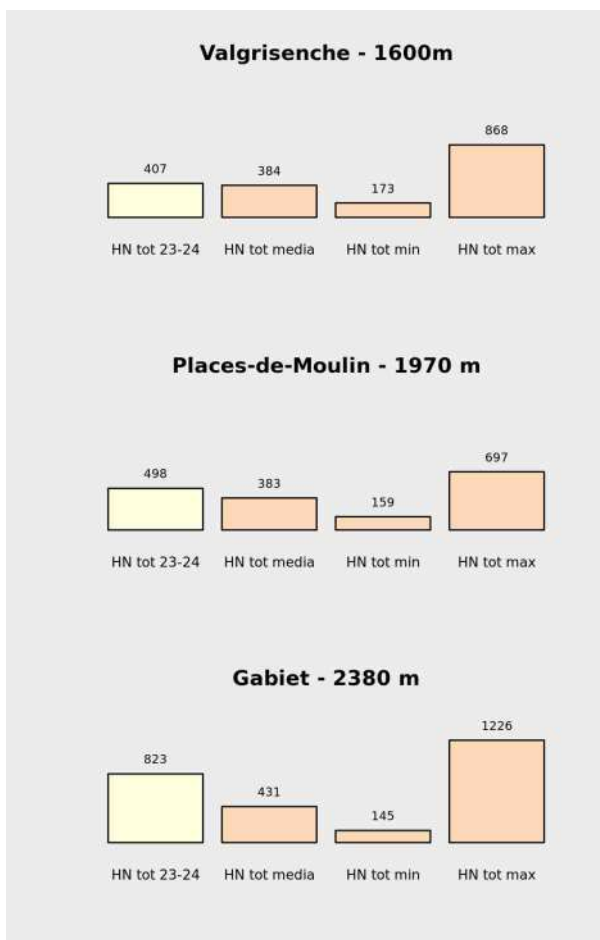 Valgrisenche - 1600m
868
407
384
173
HN tot 23-24 HN tot media HN tot min HN tot max
Places-de-Moulin - 1970 m
697
498
383
159
HN tot 23-24 HN tot media HN tot min HN tot max
Gabiet - 2380 m
1226
823
431
145
HN tot 23-24 HN tot media HN tot min HN tot max